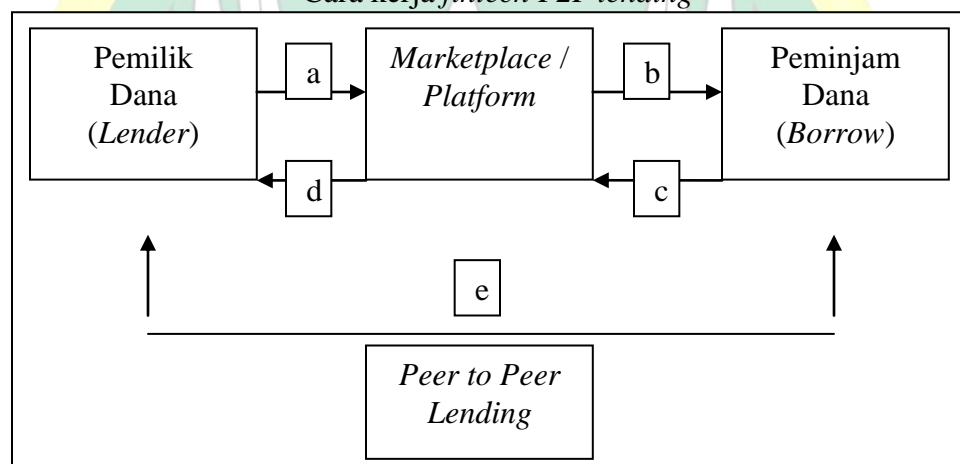 Cara kerja fintech P2P lending
Pemilik
Dana
(Lender)
a
Marketplace /
Platform
b
Peminjam
Dana
(Borrow)
d
c
e
Peer to Peer
Lending